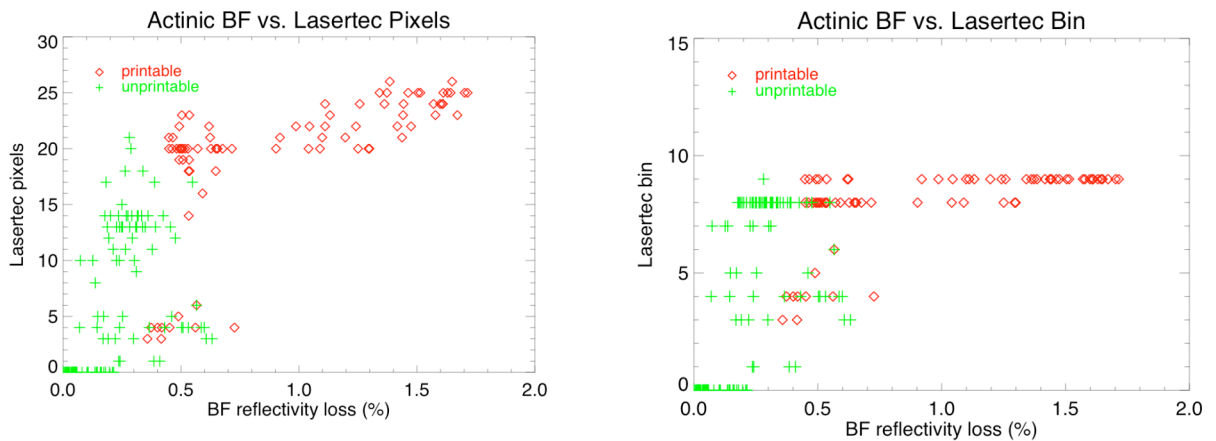 Actinic BF vs. Lasertec Pixels
30
25
20
15
10
5
0
Lasertec pixels
printable
unprintable
0.0 0.5 1.0 1.5 2.0
BF reflectivity loss (%)
Actinic BF vs. Lasertec Bin
15
10
5
0
Lasertec bin
printable
unprintable
0.0 0.5 1.0 1.5 2.0
BF reflectivity loss (%)